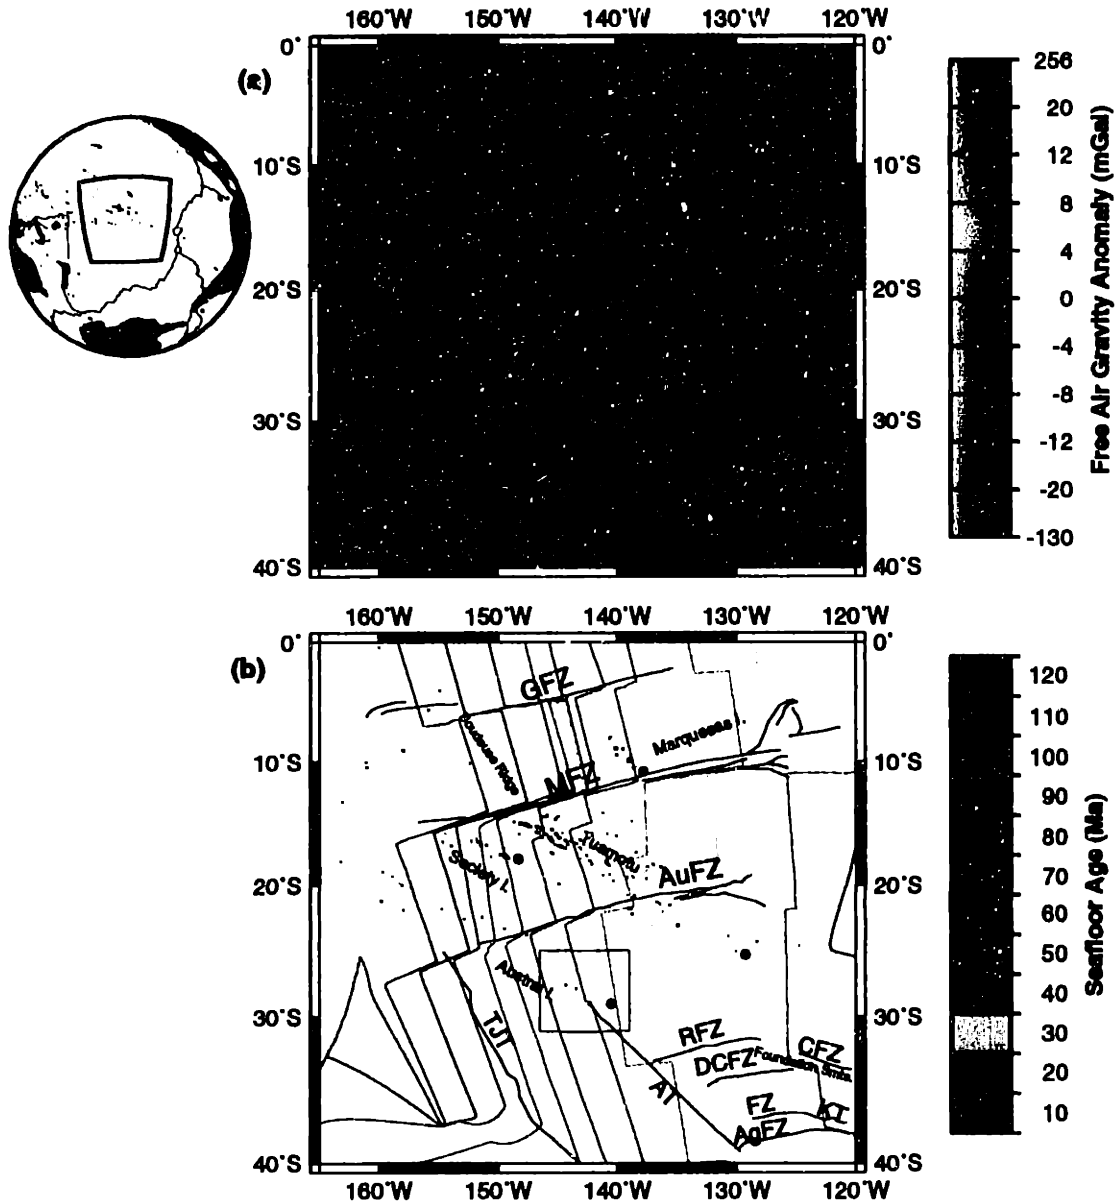 160°W 150°W 140°W 130°W 120°W
(a)
0° 0°
10°S 10°S
20°S 20°S
30°S 30°S
40°S 40°S
256
20
12
8
4
0
-4
-8
-12
-20
-130
Free Air Gravity Anomaly (mGal)
160°W 150°W 140°W 130°W 120°W
(b)
0° 0°
10°S 10°S
20°S 20°S
30°S 30°S
40°S 40°S
GFZ
Marquesas I.
MFZ
Tuamotu
Society I.
AuFZ
Austral I.
TJT
RFZ
CFZ
DCFZ
Foundation Smts.
AT
FZ
KT
AgFZ
160°W 150°W 140°W 130°W 120°W
120
110
100
90
80
70
60
50
40
30
20
10
Seafloor Age (Ma)